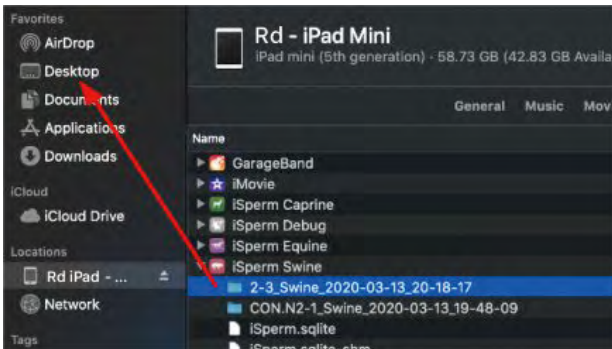 Favorites
AirDrop
Desktop
Documents
Applications
Downloads
iCloud
iCloud Drive
Locations
Rd iPad - ...
Network
Tags
Rd - iPad Mini
iPad mini (5th generation) · 58.73 GB (42.83 GB Availa
General Music Mov
Name
GarageBand
iMovie
iSperm Caprine
iSperm Debug
iSperm Equine
iSperm Swine
2-3_Swine_2020-03-13_20-18-17
CON.N2-1_Swine_2020-03-13_19-48-09
iSperm.sqlite
iSperm.sqlite-shm